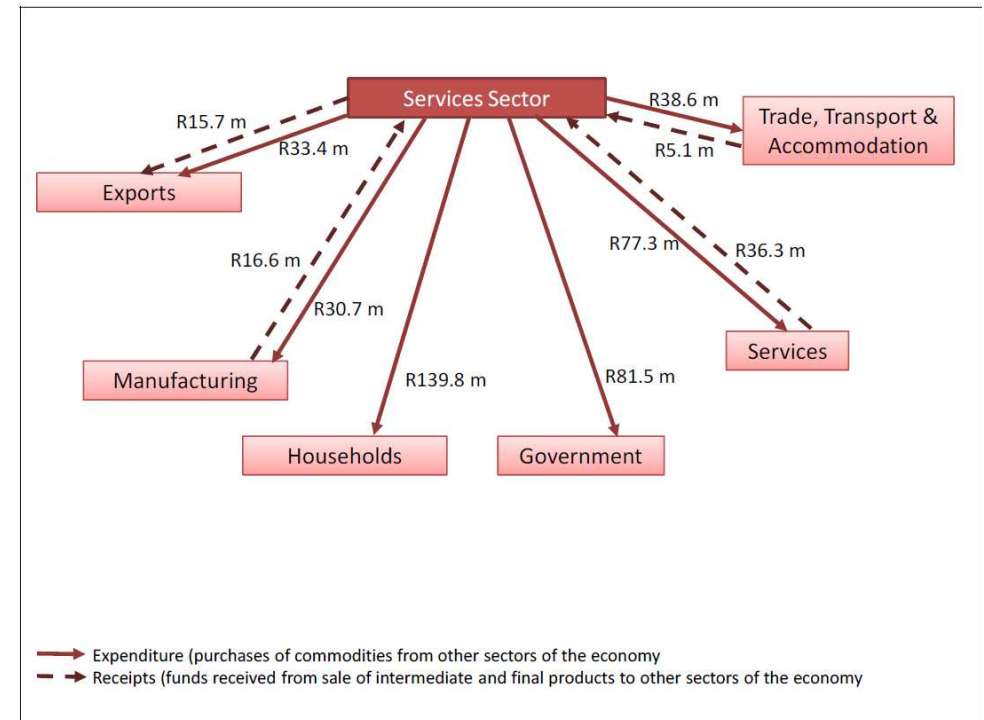 Services Sector
R38.6 m
Trade, Transport &
Accommodation
R15.7 m
R33.4 m
R5.1 m
Exports
R77.3 m
R36.3 m
R16.6 m
R30.7 m
Services
Manufacturing
R139.8 m
R81.5 m
Households
Government
Expenditure (purchases of commodities from other sectors of the economy
Receipts (funds received from sale of intermediate and final products to other sectors of the economy